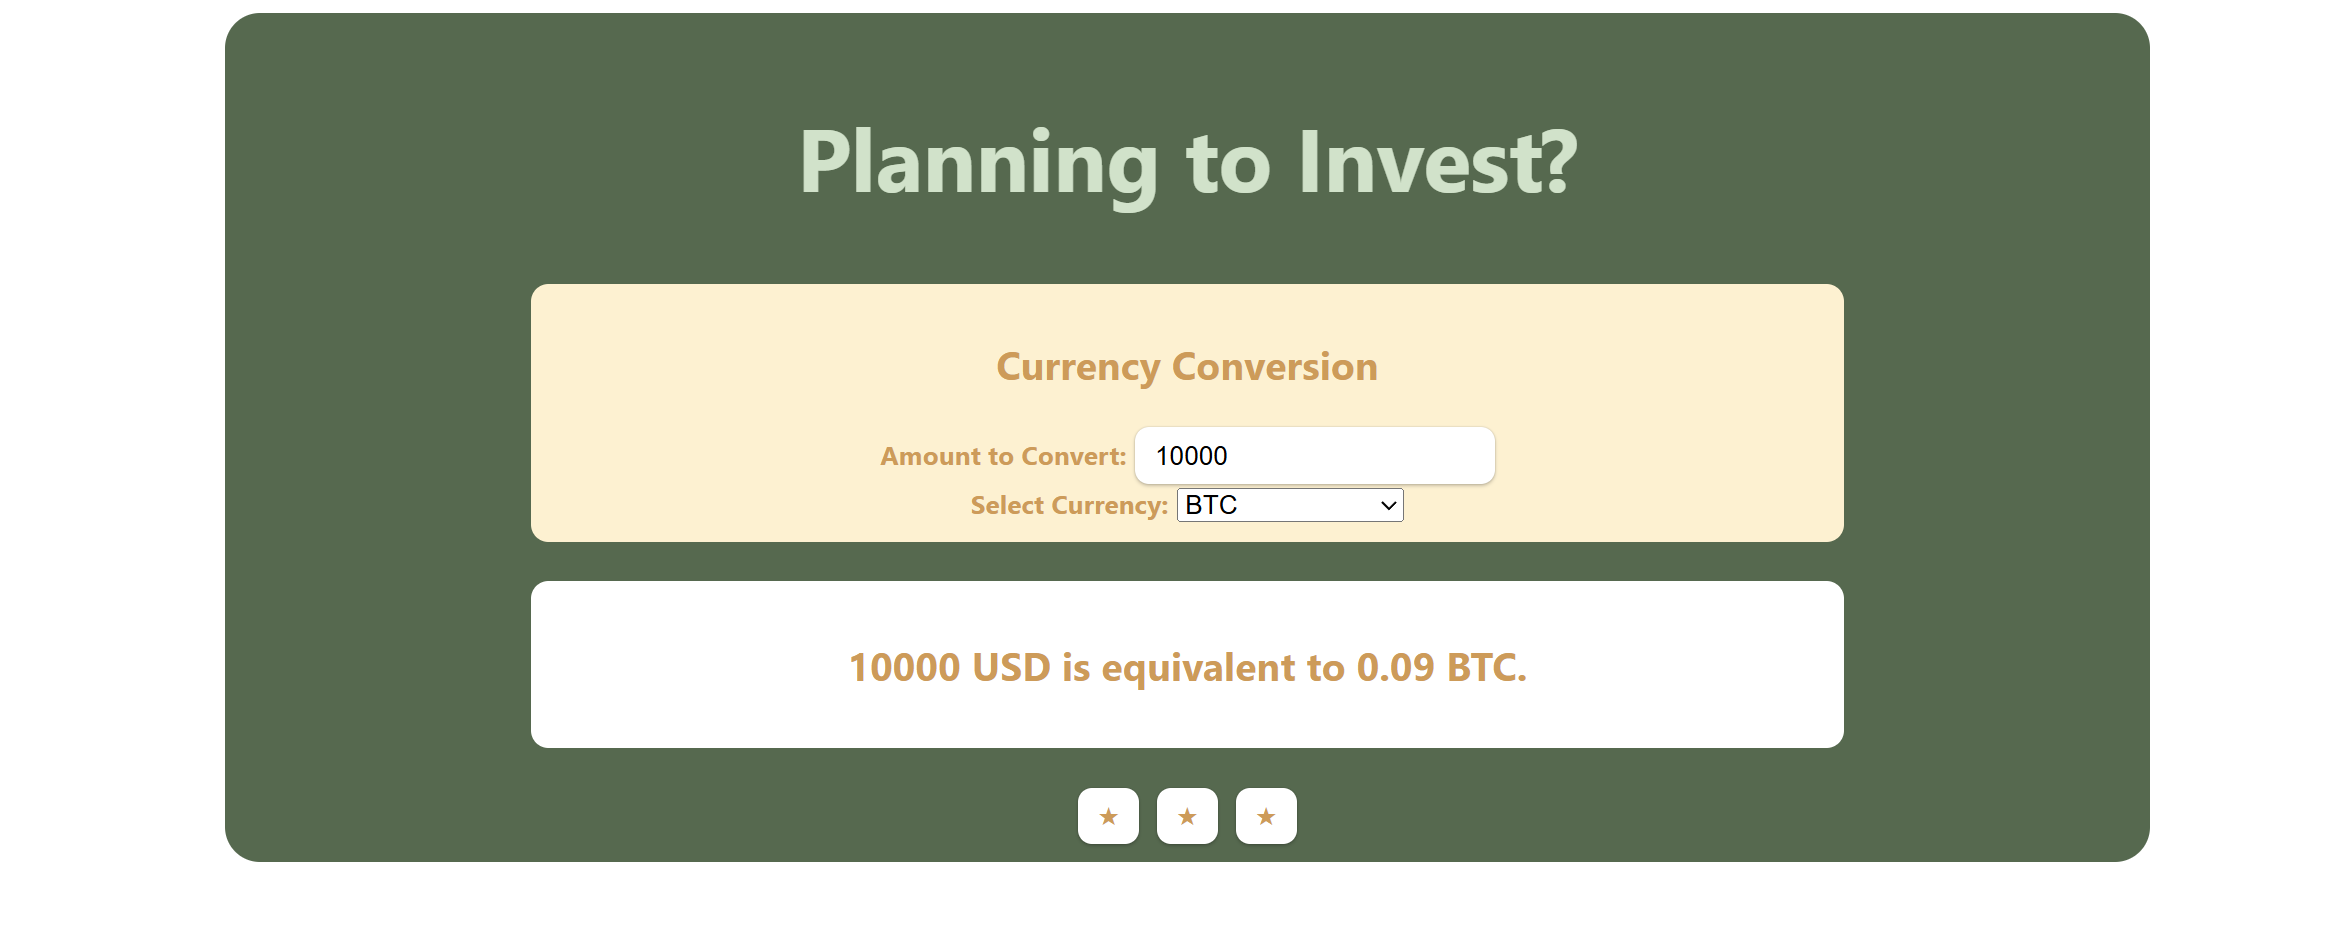 Planning to Invest?
Currency Conversion
Amount to Convert: 10000
Select Currency: BTC
10000 USD is equivalent to 0.09 BTC.
★ ★ ★